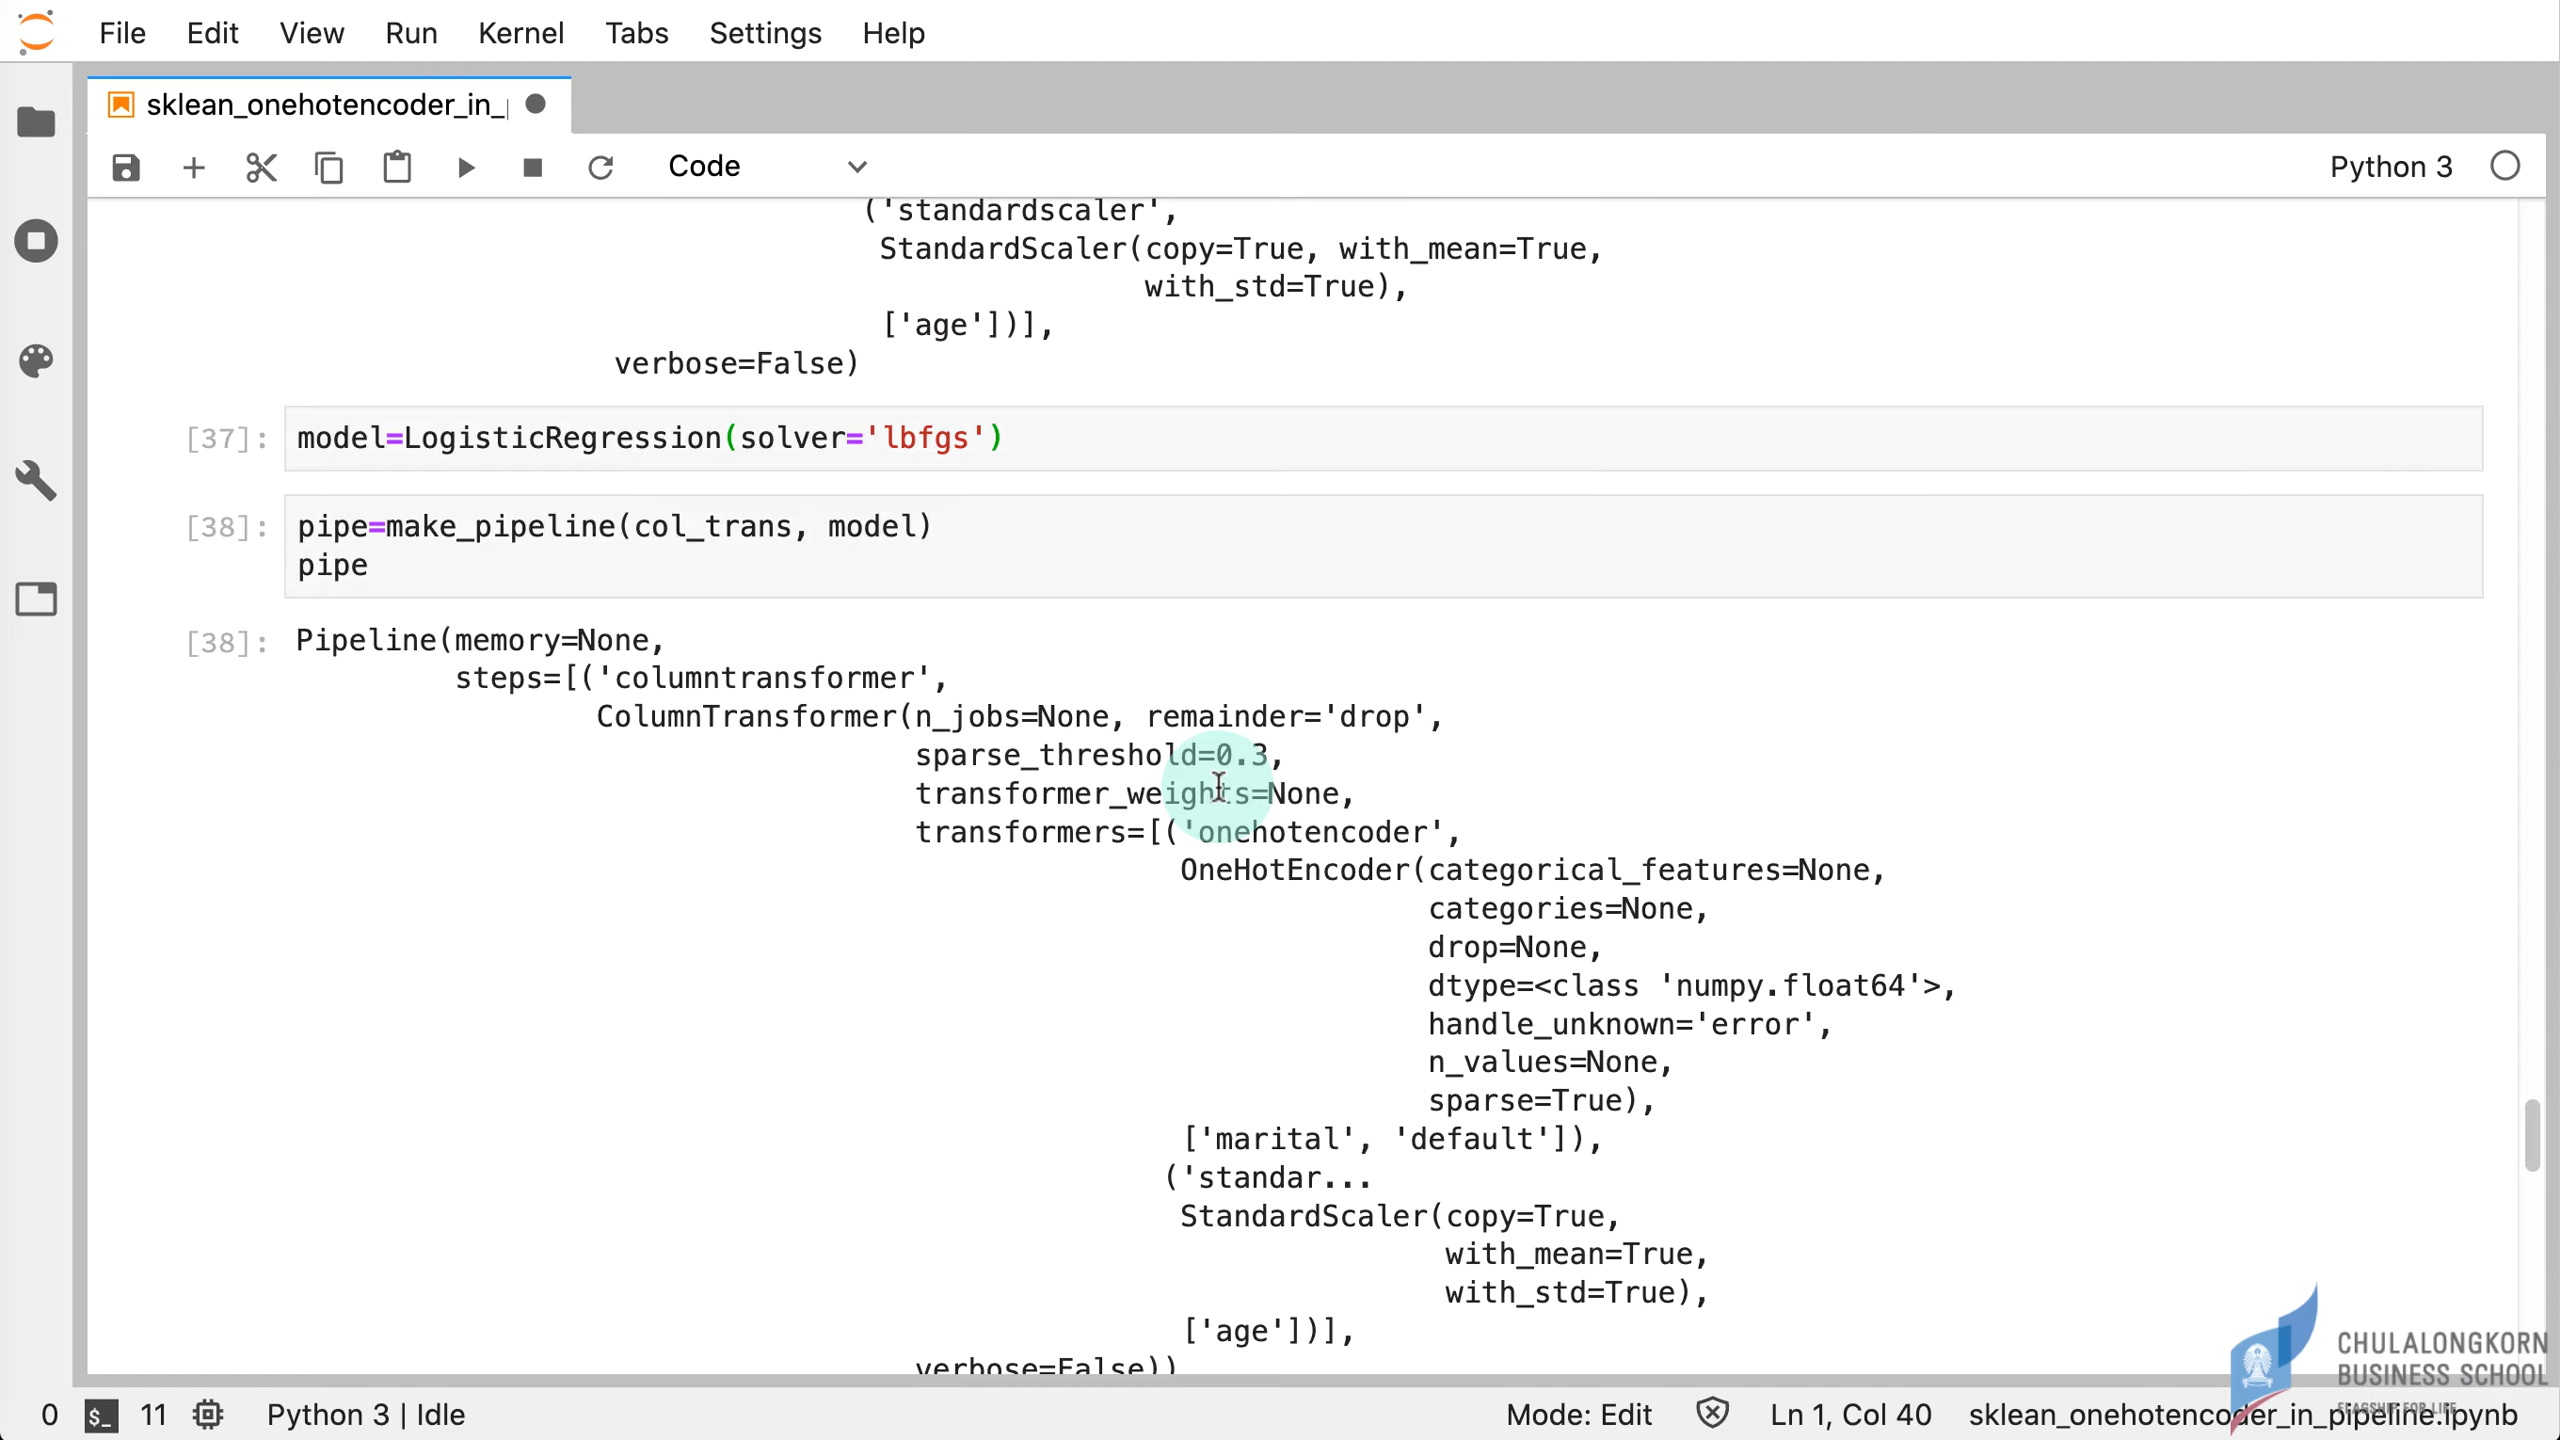 File Edit View Run Kernel Tabs Settings Help
sklean_onehotencoder_in_
Code
Python 3
('standardscaler',
StandardScaler(copy=True, with_mean=True,
with_std=True),
['age'])],
verbose=False)
[37]: model=LogisticRegression(solver='lbfgs')
[38]: pipe=make_pipeline(col_trans, model)
pipe
[38]: Pipeline(memory=None,
steps=[('columntransformer',
ColumnTransformer(n_jobs=None, remainder='drop',
sparse_threshold=0.3,
transformer_weights=None,
transformers=[('onehotencoder',
OneHotEncoder(categorical_features=None,
categories=None,
drop=None,
dtype=<class 'numpy.float64'>,
handle_unknown='error',
n_values=None,
sparse=True),
['marital', 'default']),
('standar...
StandardScaler(copy=True,
with_mean=True,
with_std=True),
['age'])],
verbose=False))
CHULALONGKORN
BUSINESS SCHOOL
FLAGSHIP FOR LIFE
0 $_ 11 Python 3 | Idle Mode: Edit Ln 1, Col 40 sklean_onehotencoder_in_pipeline.ipynb